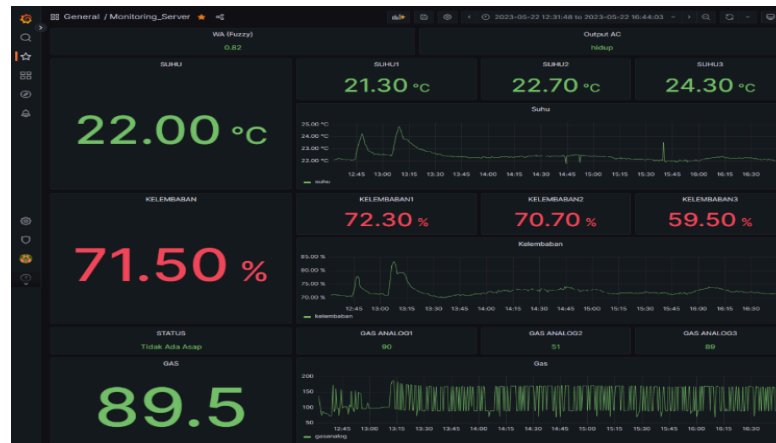 General / Monitoring_Server
2023-05-22 12:31:48 to 2023-05-22 16:44:03
WA (Fuzzy)
0.82
Output AC
hidup
SUHU
22.00 °C
SUHU1
21.30 °C
SUHU2
22.70 °C
SUHU3
24.30 °C
Suhu
25.00 °C
24.00 °C
23.00 °C
22.00 °C
12:45 13:00 13:15 13:30 13:45 14:00 14:15 14:30 14:45 15:00 15:15 15:30 15:45 16:00 16:15 16:30
suhu
KELEMBABAN
71.50 %
KELEMBABAN1
72.30 %
KELEMBABAN2
70.70 %
KELEMBABAN3
59.50 %
Kelembaban
85.00 %
80.00 %
75.00 %
70.00 %
12:45 13:00 13:15 13:30 13:45 14:00 14:15 14:30 14:45 15:00 15:15 15:30 15:45 16:00 16:15 16:30
kelembaban
STATUS
Tidak Ada Asap
GAS ANALOG1
90
GAS ANALOG2
51
GAS ANALOG3
89
GAS
89.5
Gas
200
150
100
50
12:45 13:00 13:15 13:30 13:45 14:00 14:15 14:30 14:45 15:00 15:15 15:30 15:45 16:00 16:15 16:30
gasanalog